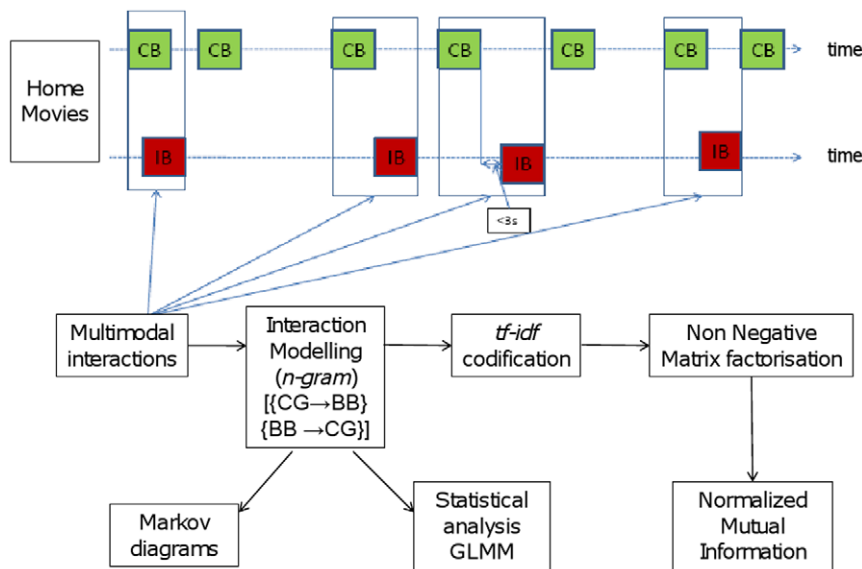 CB CB CB CB CB CB CB time
Home
Movies
IB IB IB IB time
<3s
Multimodal
interactions
Interaction
Modelling
(n-gram)
[{CG→BB}
{BB →CG}]
tf-idf
codification
Non Negative
Matrix factorisation
Markov
diagrams
Statistical
analysis
GLMM
Normalized
Mutual
Information